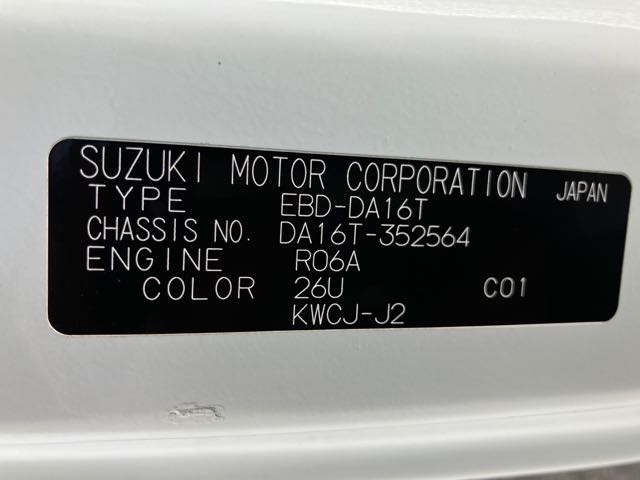 SUZUKI MOTOR CORPORATION JAPAN
TYPE EBD-DA16T
CHASSIS NO. DA16T-352564
ENGINE R06A
COLOR 26U C01
KWCJ-J2